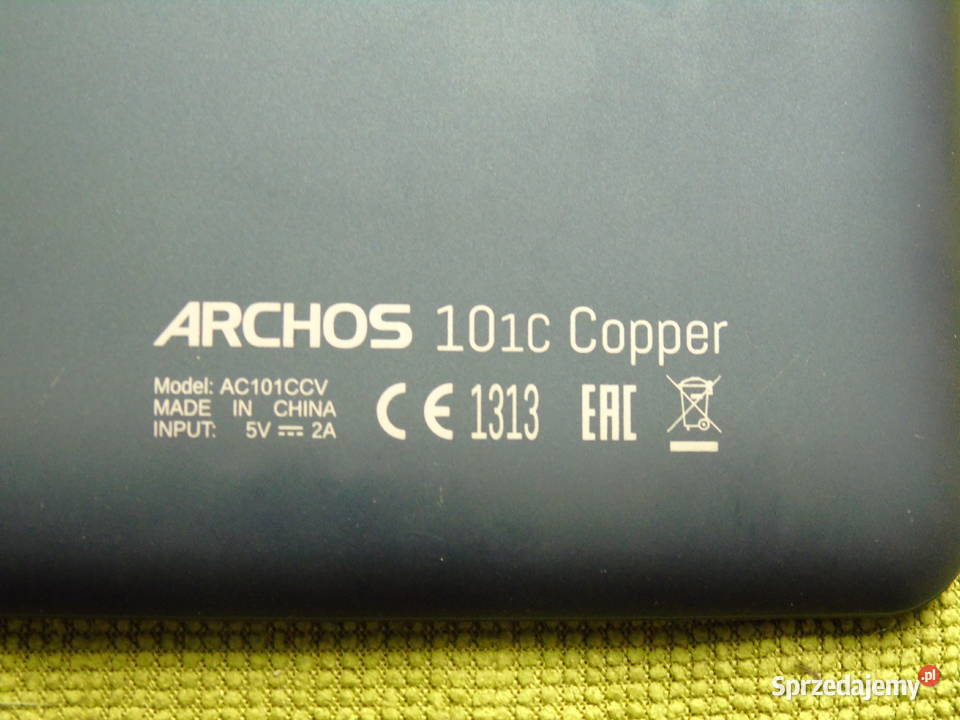 ARCHOS 101c Copper
Model: AC101CCV
MADE IN CHINA
INPUT: 5V ⎓ 2A
CE 1313 EAC
Sprzedajemy.pl